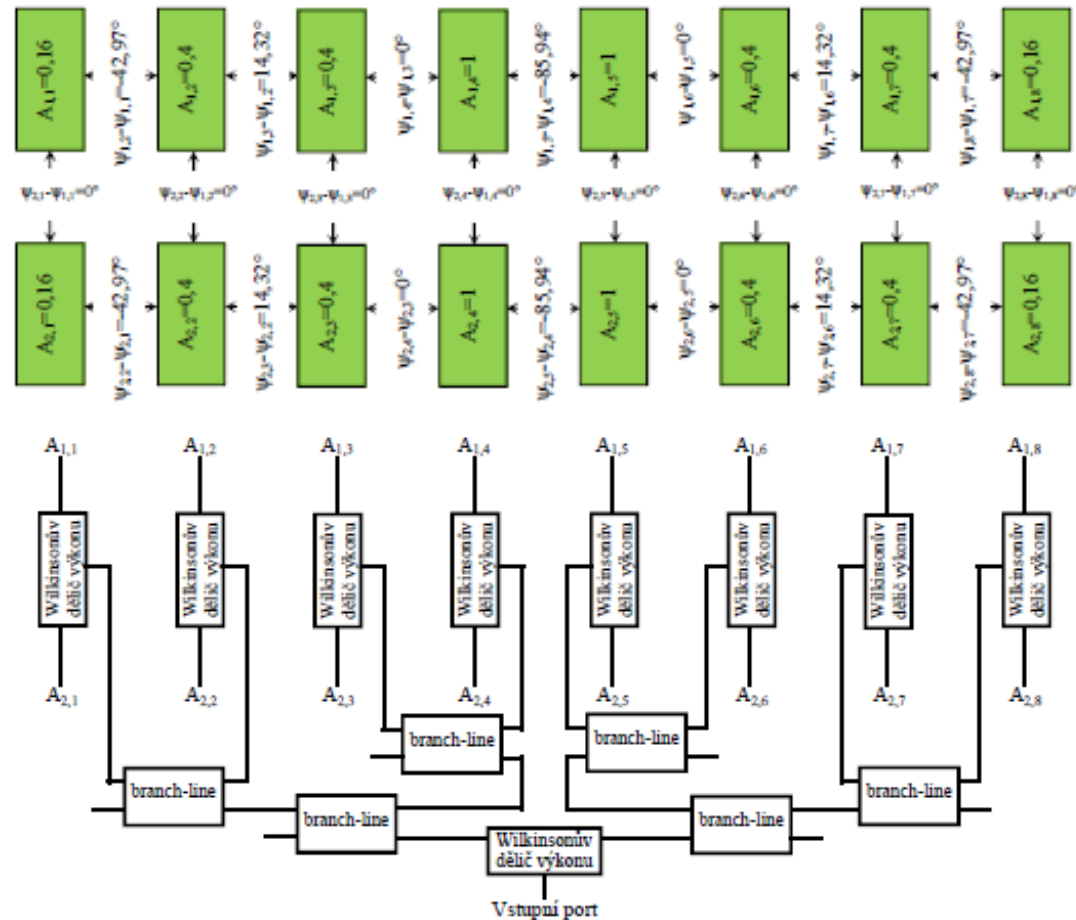 A1,1=0,16
ψ1,2-ψ1,1=-42,97°
A1,2=0,4
ψ1,3-ψ1,2=14,32°
A1,3=0,4
ψ1,4-ψ1,3=0°
A1,4=1
ψ1,5-ψ1,4=-85,94°
A1,5=1
ψ1,6-ψ1,5=0°
A1,6=0,4
ψ1,7-ψ1,6=14,32°
A1,7=0,4
ψ1,8-ψ1,7=-42,97°
A1,8=0,16
ψ2,1-ψ1,1=0°
ψ2,2-ψ1,2=0°
ψ2,3-ψ1,3=0°
ψ2,4-ψ1,4=0°
ψ2,5-ψ1,5=0°
ψ2,6-ψ1,6=0°
ψ2,7-ψ1,7=0°
ψ2,8-ψ1,8=0°
A2,1=0,16
ψ2,2-ψ2,1=-42,97°
A2,2=0,4
ψ2,3-ψ2,2=14,32°
A2,3=0,4
ψ2,4-ψ2,3=0°
A2,4=1
ψ2,5-ψ2,4=-85,94°
A2,5=1
ψ2,6-ψ2,5=0°
A2,6=0,4
ψ2,7-ψ2,6=14,32°
A2,7=0,4
ψ2,8-ψ2,7=-42,97°
A2,8=0,16
A1,1
A1,2
A1,3
A1,4
A1,5
A1,6
A1,7
A1,8
Wilkinsonův
dělič výkonu
Wilkinsonův
dělič výkonu
Wilkinsonův
dělič výkonu
Wilkinsonův
dělič výkonu
Wilkinsonův
dělič výkonu
Wilkinsonův
dělič výkonu
Wilkinsonův
dělič výkonu
Wilkinsonův
dělič výkonu
A2,1
A2,2
A2,3
A2,4
A2,5
A2,6
A2,7
A2,8
branch-line
branch-line
branch-line
branch-line
branch-line
branch-line
Wilkinsonův
dělič výkonu
Vstupní port